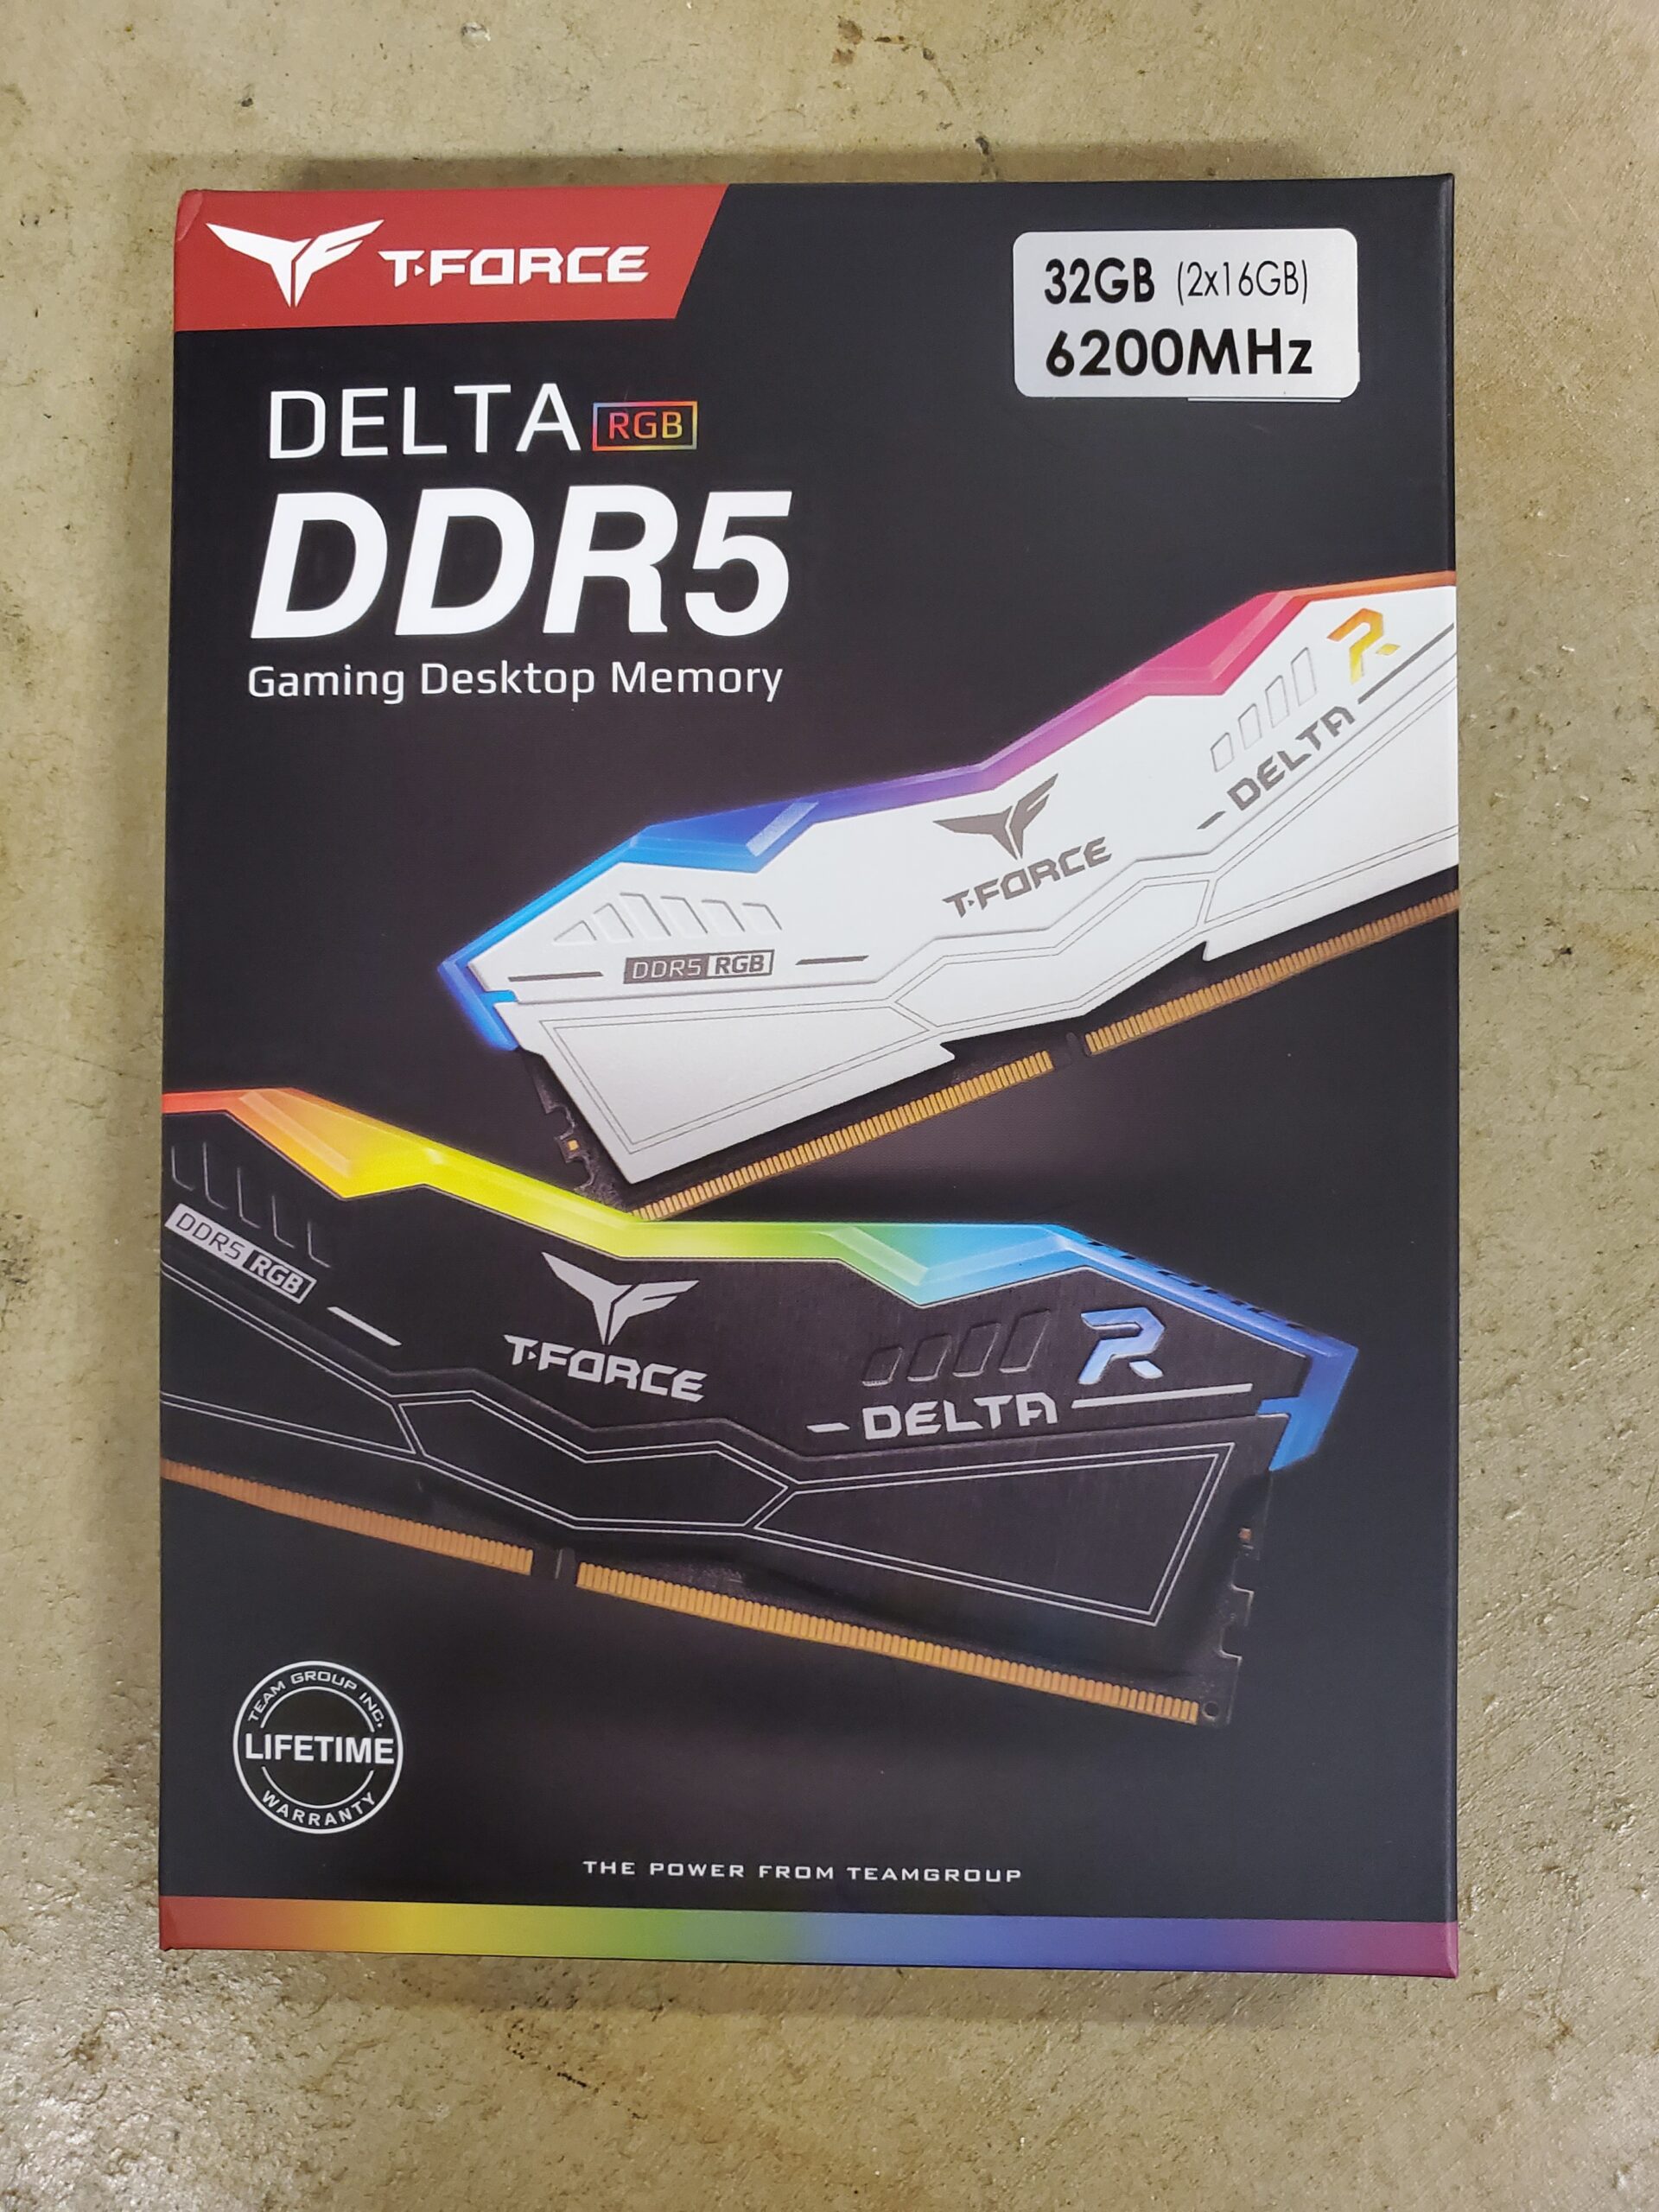 T-FORCE
32GB (2x16GB)
6200MHz
DELTA RGB
DDR5
Gaming Desktop Memory
R
DELTA
T-FORCE
DDR5 RGB
DDR5 RGB
T-FORCE
R
DELTA
TEAM GROUP INC.
LIFETIME
WARRANTY
THE POWER FROM TEAMGROUP